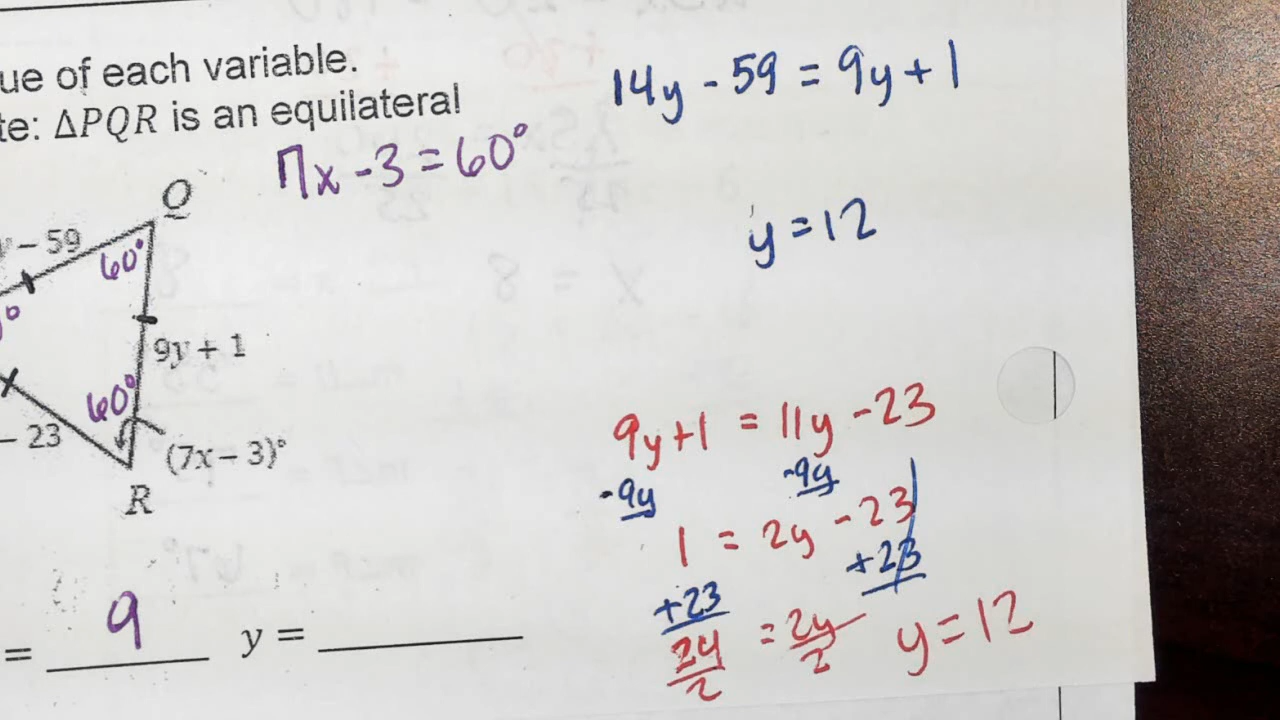 ue of each variable.
te: ΔPQR is an equilateral
7x - 3 = 60°
14y - 59 = 9y + 1
y = 12
Q
- 59
60°
9y + 1
60°
- 23
(7x - 3)°
R
9y+1 = 11y - 23
-9y -9y
1 = 2y - 23
+23 +23
24/2 = 2y/2 y = 12
= 9 y =